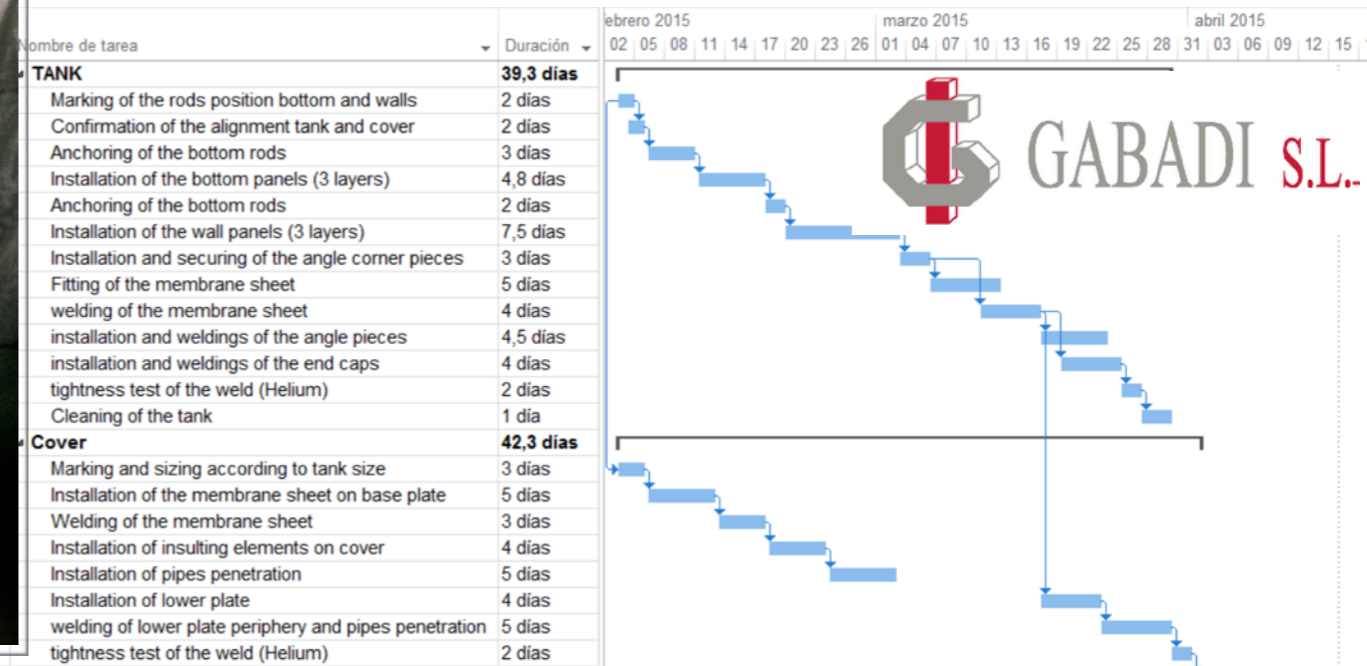 ebrero 2015 marzo 2015 abril 2015
Nombre de tarea Duración 02 05 08 11 14 17 20 23 26 01 04 07 10 13 16 19 22 25 28 31 03 06 09 12 15
TANK 39,3 días
Marking of the rods position bottom and walls 2 días
Confirmation of the alignment tank and cover 2 días
Anchoring of the bottom rods 3 días
Installation of the bottom panels (3 layers) 4,8 días
Anchoring of the bottom rods 2 días
Installation of the wall panels (3 layers) 7,5 días
Installation and securing of the angle corner pieces 3 días
Fitting of the membrane sheet 5 días
welding of the membrane sheet 4 días
installation and weldings of the angle pieces 4,5 días
installation and weldings of the end caps 4 días
tightness test of the weld (Helium) 2 días
Cleaning of the tank 1 día
Cover 42,3 días
Marking and sizing according to tank size 3 días
Installation of the membrane sheet on base plate 5 días
Welding of the membrane sheet 3 días
Installation of insulting elements on cover 4 días
Installation of pipes penetration 5 días
Installation of lower plate 4 días
welding of lower plate periphery and pipes penetration 5 días
tightness test of the weld (Helium) 2 días
GABADI S.L.-